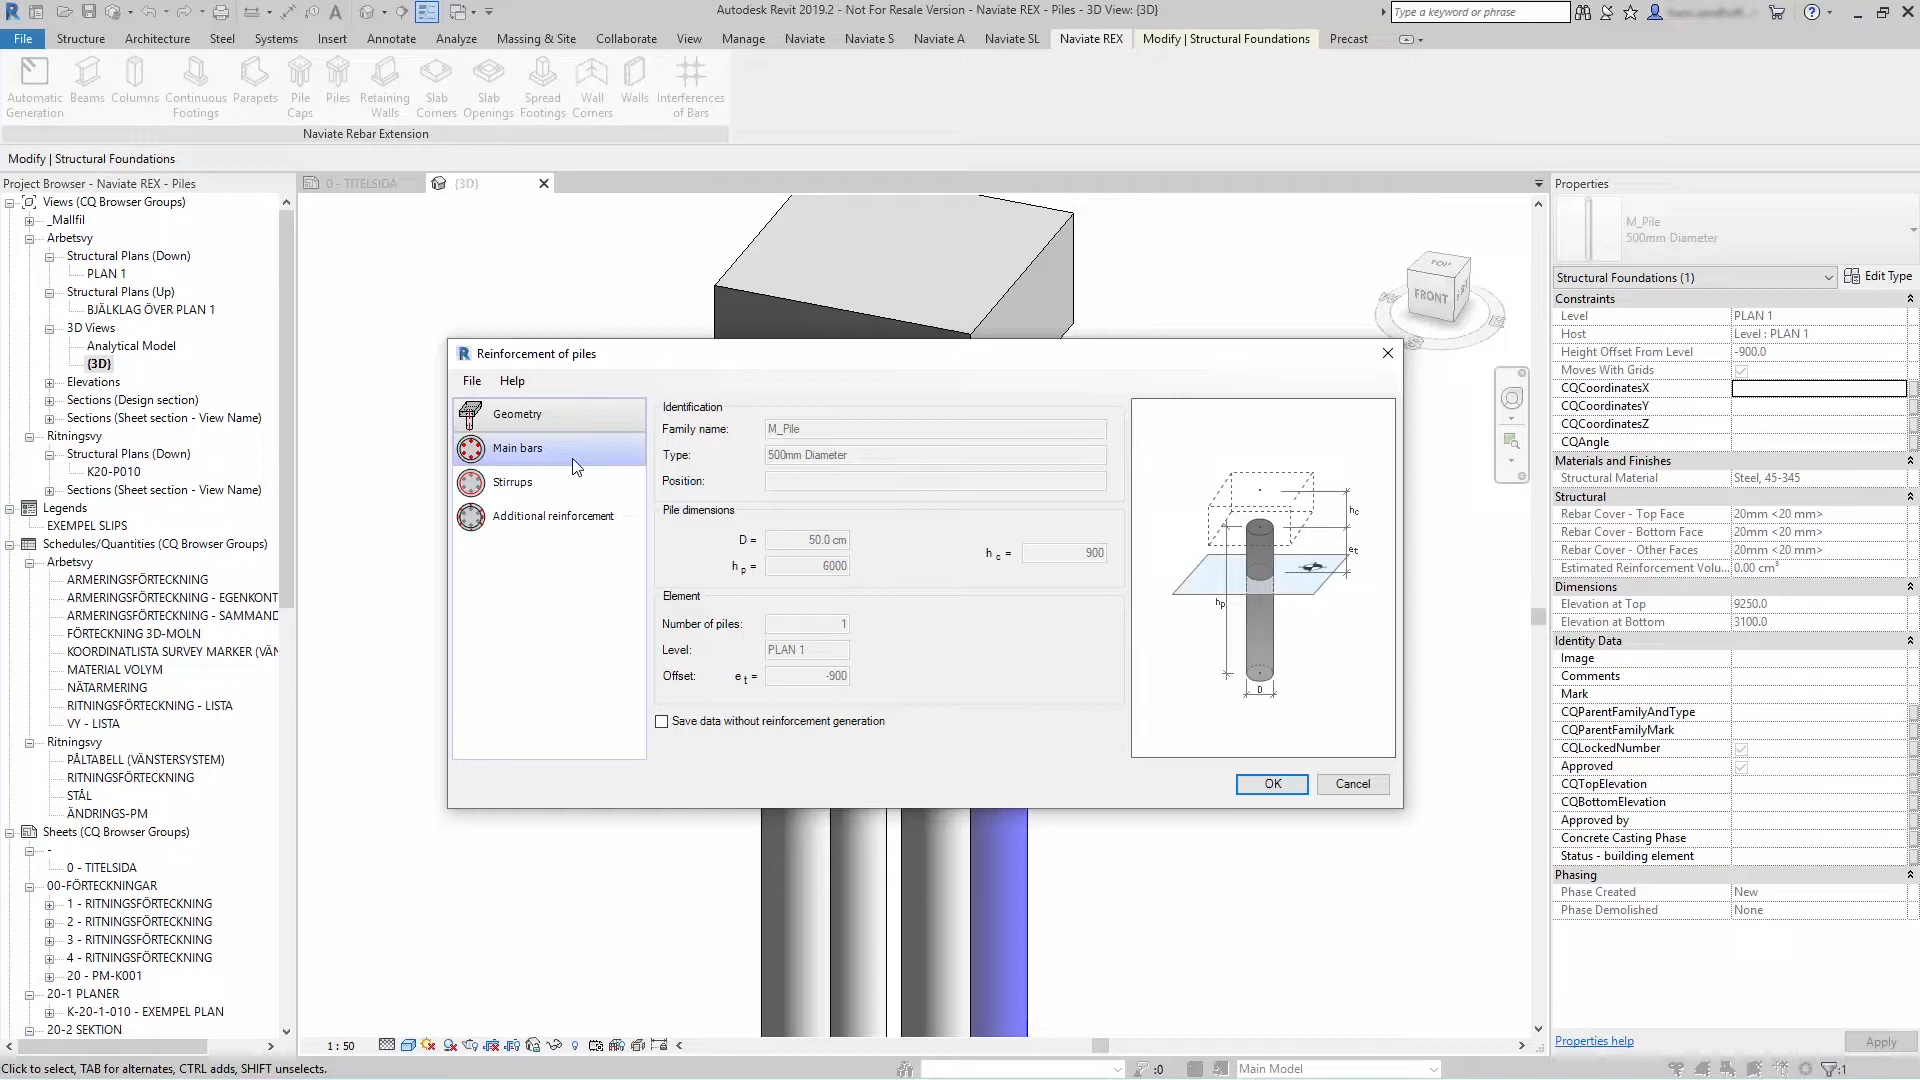 Autodesk Revit 2019.2 - Not For Resale Version - Naviate REX - Piles - 3D View: {3D}
Type a keyword or phrase
File Structure Architecture Steel Systems Insert Annotate Analyze Massing & Site Collaborate View Manage Naviate Naviate S Naviate A Naviate SL Naviate REX Modify | Structural Foundations Precast
Automatic Generation
Beams
Columns
Continuous Footings
Parapets
Pile Caps
Piles
Retaining Walls
Slab Corners
Slab Openings
Spread Footings
Wall Corners
Walls
Interferences of Bars
Naviate Rebar Extension
Modify | Structural Foundations
Project Browser - Naviate REX - Piles
Views (CQ Browser Groups)
_Mallfil
Arbetsvy
Structural Plans (Down)
PLAN 1
Structural Plans (Up)
BJÄLKLAG ÖVER PLAN 1
3D Views
Analytical Model
{3D}
Elevations
Sections (Design section)
Sections (Sheet section - View Name)
Ritningsvy
Structural Plans (Down)
K20-P010
Sections (Sheet section - View Name)
Legends
EXEMPEL SLIPS
Schedules/Quantities (CQ Browser Groups)
Arbetsvy
ARMERINGSFÖRTECKNING
ARMERINGSFÖRTECKNING - EGENKONT
ARMERINGSFÖRTECKNING - SAMMAND
FÖRTECKNING 3D-MOLN
KOORDINATLISTA SURVEY MARKER (VÄN
MATERIAL VOLYM
NÄTARMERING
RITNINGSFÖRTECKNING - LISTA
VY - LISTA
Ritningsvy
PÅLTABELL (VÄNSTERSYSTEM)
RITNINGSFÖRTECKNING
STÅL
ÄNDRINGS-PM
Sheets (CQ Browser Groups)
-
0 - TITELSIDA
00-FÖRTECKNINGAR
1 - RITNINGSFÖRTECKNING
2 - RITNINGSFÖRTECKNING
3 - RITNINGSFÖRTECKNING
4 - RITNINGSFÖRTECKNING
20 - PM-K001
20-1 PLANER
K-20-1-010 - EXEMPEL PLAN
20-2 SEKTION
0 - TITELSIDA
{3D}
TOP
FRONT
Reinforcement of piles
File Help
Geometry
Main bars
Stirrups
Additional reinforcement
Identification
Family name: M_Pile
Type: 500mm Diameter
Position:
Pile dimensions
D = 50.0 cm
h p = 6000
h c = 900
Element
Number of piles: 1
Level: PLAN 1
Offset: e t = -900
Save data without reinforcement generation
hc
et
hp
D
OK
Cancel
Properties
M_Pile
500mm Diameter
Structural Foundations (1)
Edit Type
Constraints
Level PLAN 1
Host Level : PLAN 1
Height Offset From Level -900.0
Moves With Grids
CQCoordinatesX
CQCoordinatesY
CQCoordinatesZ
CQAngle
Materials and Finishes
Structural Material Steel, 45-345
Structural
Rebar Cover - Top Face 20mm <20 mm>
Rebar Cover - Bottom Face 20mm <20 mm>
Rebar Cover - Other Faces 20mm <20 mm>
Estimated Reinforcement Volu... 0.00 cm³
Dimensions
Elevation at Top 9250.0
Elevation at Bottom 3100.0
Identity Data
Image
Comments
Mark
CQParentFamilyAndType
CQParentFamilyMark
CQLockedNumber
Approved
CQTopElevation
CQBottomElevation
Approved by
Concrete Casting Phase
Status - building element
Phasing
Phase Created New
Phase Demolished None
Properties help
Apply
1 : 50
Click to select, TAB for alternates, CTRL adds, SHIFT unselects.
:0
Main Model
:1